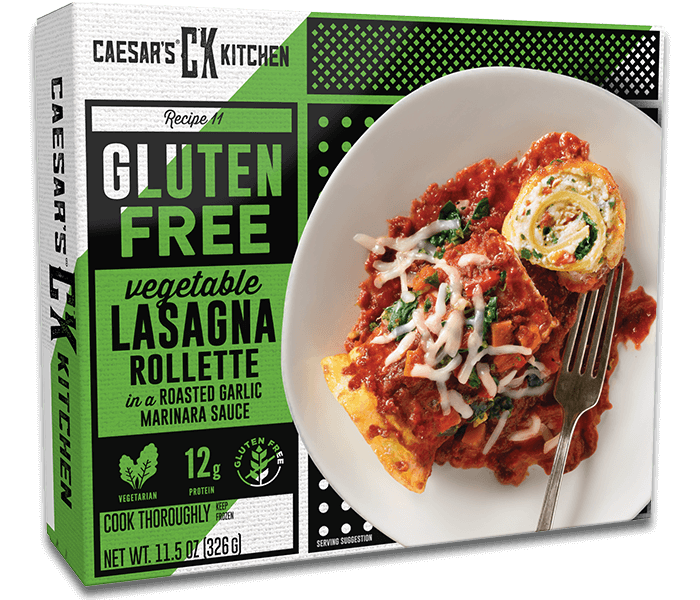 CAESAR'S CK KITCHEN
Recipe 11
GLUTEN
FREE
vegetable
LASAGNA
ROLLETTE
in a ROASTED GARLIC
MARINARA SAUCE
VEGETARIAN
12g
PROTEIN
GLUTEN FREE
COOK THOROUGHLY KEEP FROZEN
NET WT. 11.5 OZ (326 G)
SERVING SUGGESTION
CAESAR'S CK KITCHEN